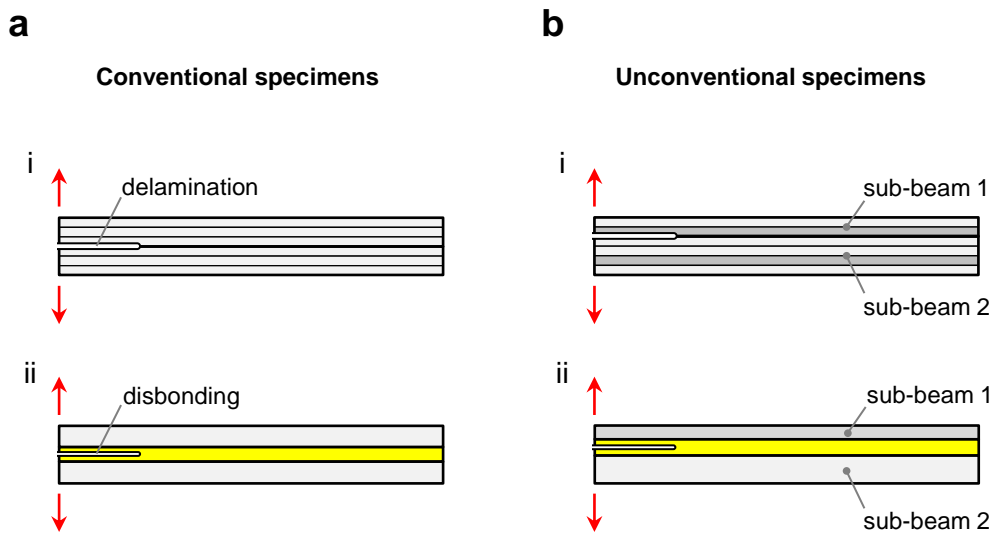 a
Conventional specimens
i
delamination
ii
disbonding
b
Unconventional specimens
i
sub-beam 1
sub-beam 2
ii
sub-beam 1
sub-beam 2